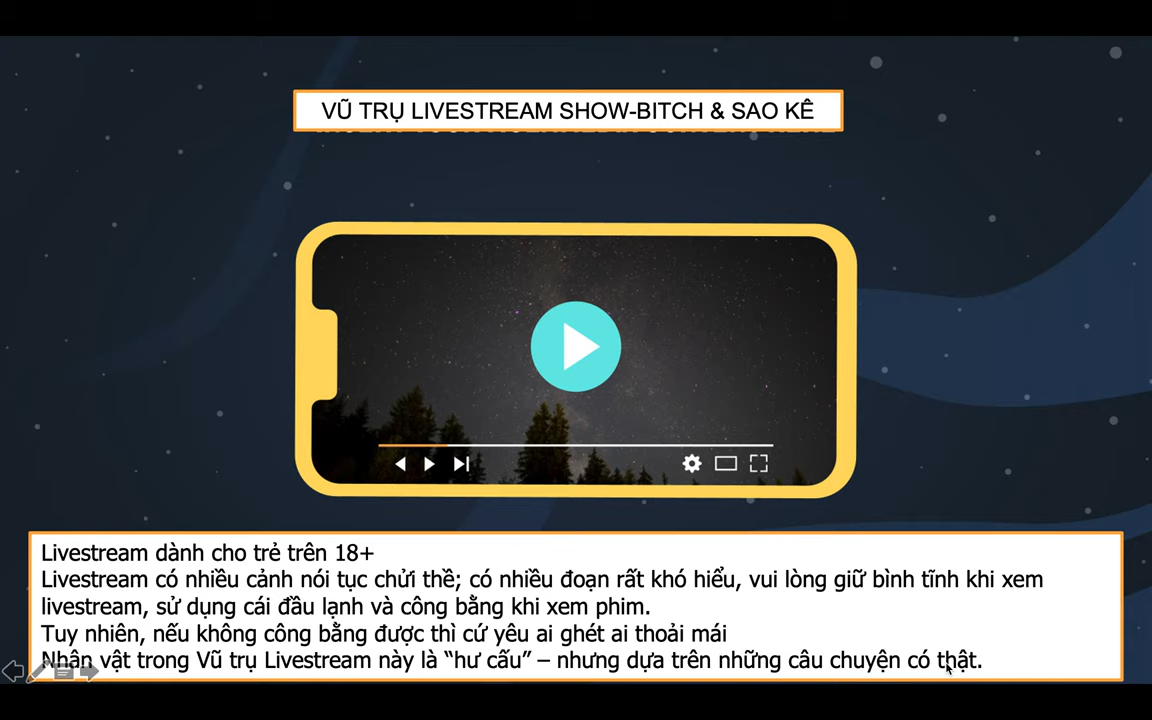 VŨ TRỤ LIVESTREAM SHOW-BITCH & SAO KÊ
Livestream dành cho trẻ trên 18+
Livestream có nhiều cảnh nói tục chửi thề; có nhiều đoạn rất khó hiểu, vui lòng giữ bình tĩnh khi xem
livestream, sử dụng cái đầu lạnh và công bằng khi xem phim.
Tuy nhiên, nếu không công bằng được thì cứ yêu ai ghét ai thoải mái
Nhân vật trong Vũ trụ Livestream này là “hư cấu” – nhưng dựa trên những câu chuyện có thật.